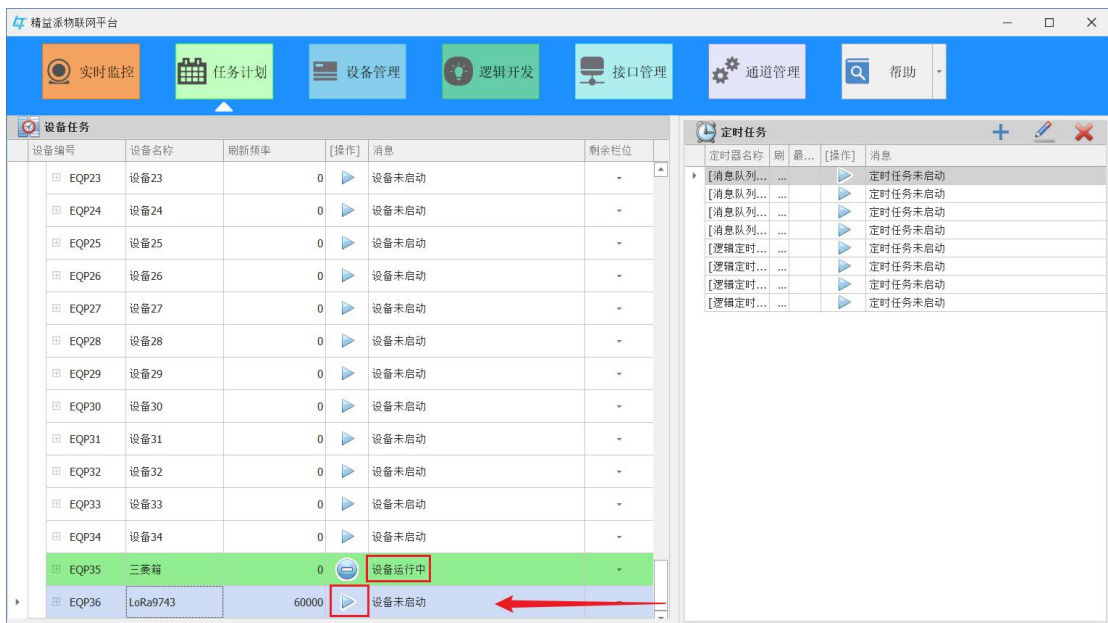 精益派物联网平台
实时监控 任务计划 设备管理 逻辑开发 接口管理 通道管理 帮助
设备任务
设备编号 设备名称 刷新频率 [操作] 消息 剩余栏位
EQP23 设备23 0 设备未启动
EQP24 设备24 0 设备未启动
EQP25 设备25 0 设备未启动
EQP26 设备26 0 设备未启动
EQP27 设备27 0 设备未启动
EQP28 设备28 0 设备未启动
EQP29 设备29 0 设备未启动
EQP30 设备30 0 设备未启动
EQP31 设备31 0 设备未启动
EQP32 设备32 0 设备未启动
EQP33 设备33 0 设备未启动
EQP34 设备34 0 设备未启动
EQP35 三菱箱 0 设备运行中
EQP36 LoRa9743 60000 设备未启动
定时任务
定时器名称 刷 最... [操作] 消息
[消息队列... ... 定时任务未启动
[消息队列... ... 定时任务未启动
[消息队列... ... 定时任务未启动
[消息队列... ... 定时任务未启动
[逻辑定时... ... 定时任务未启动
[逻辑定时... ... 定时任务未启动
[逻辑定时... ... 定时任务未启动
[逻辑定时... ... 定时任务未启动